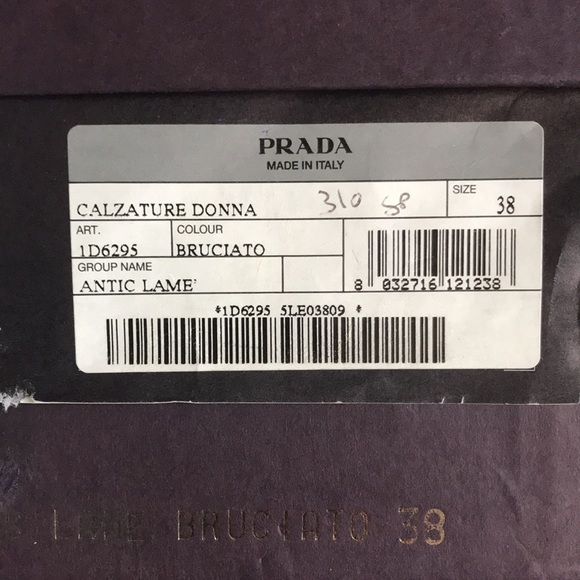 PRADA
MADE IN ITALY
CALZATURE DONNA 310 58
SIZE
38
ART.
1D6295
COLOUR
BRUCIATO
GROUP NAME
ANTIC LAME'
8 032716 121238
*1D6295 5LE03809 *
LAME BRUCIATO 38